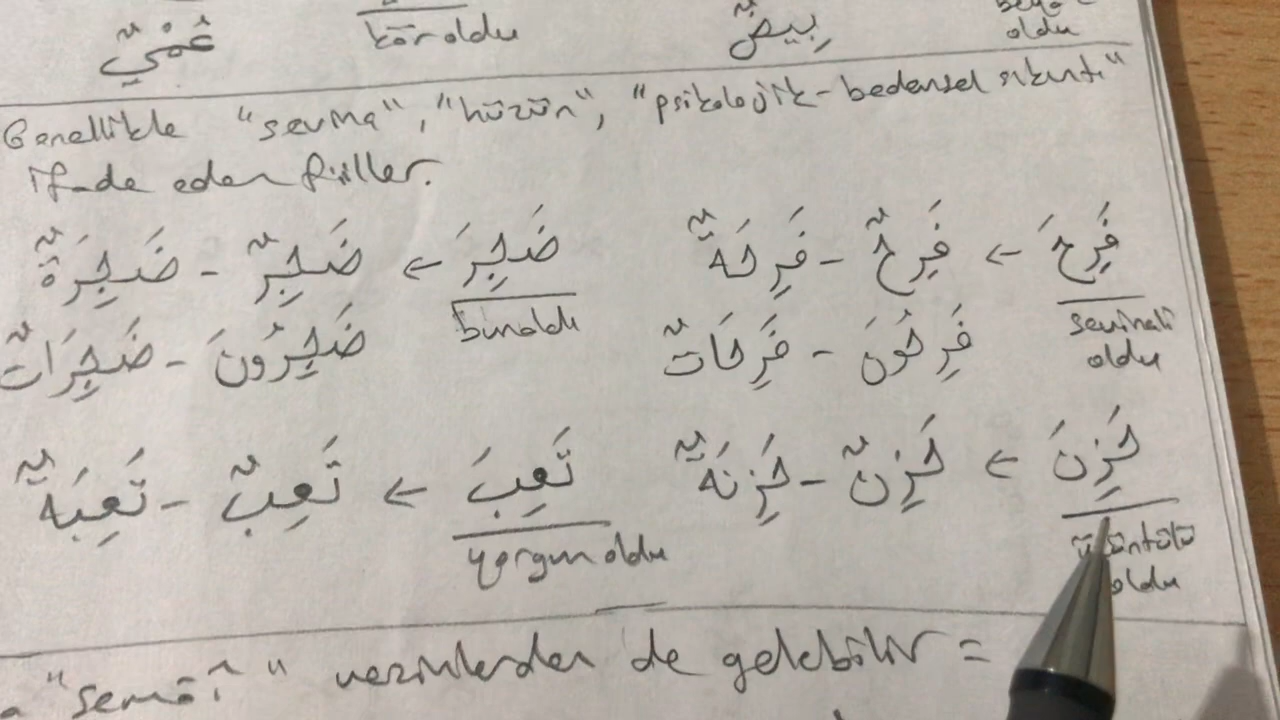 بِيضٌ
oldu
عُمْيٌ
kör oldu
Genellikle "sevme", "hüzün", "psikolojik-bedensel sıkıntı"
ifade eden fiiller.
فَرِحَ ← فَرِحٌ - فَرِحَةٌ
sevinçli
oldu
فَرِحُونَ - فَرِحَاتٌ
ضَجِرَ ← ضَجِرٌ - ضَجِرَةٌ
bunaldı
ضَجِرُونَ - ضَجِرَاتٌ
حَزِنَ ← حَزِنٌ - حَزِنَةٌ
üzüntülü
oldu
تَعِبَ ← تَعِبٌ - تَعِبَةٌ
yorgun oldu
"semâî" vezinlerden de gelebilir =